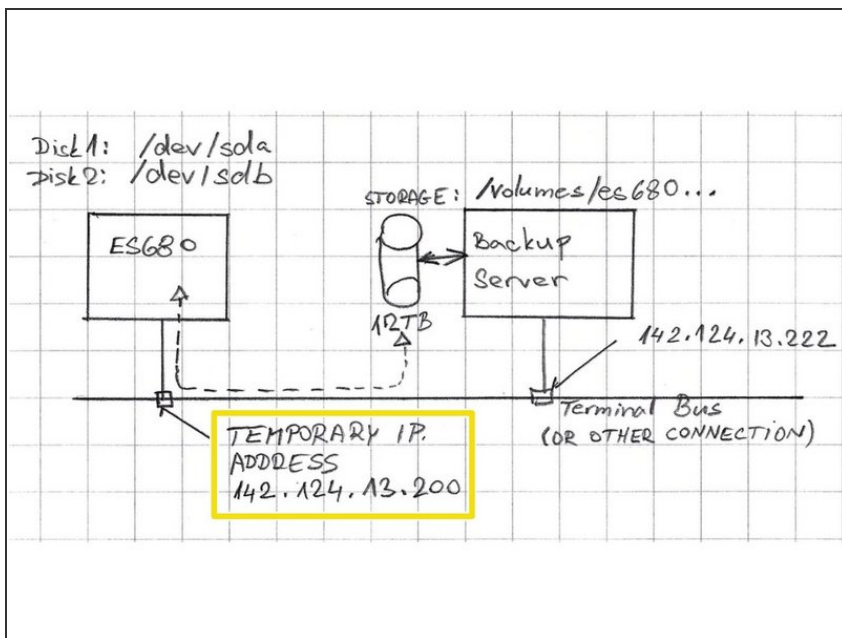 Disk1: /dev/sda
Disk2: /dev/sdb
STORAGE: /volumes/es680...
ES680
Backup
Server
12TB
142.124.13.222
Terminal Bus
(OR OTHER CONNECTION)
TEMPORARY IP.
ADDRESS
142.124.13.200